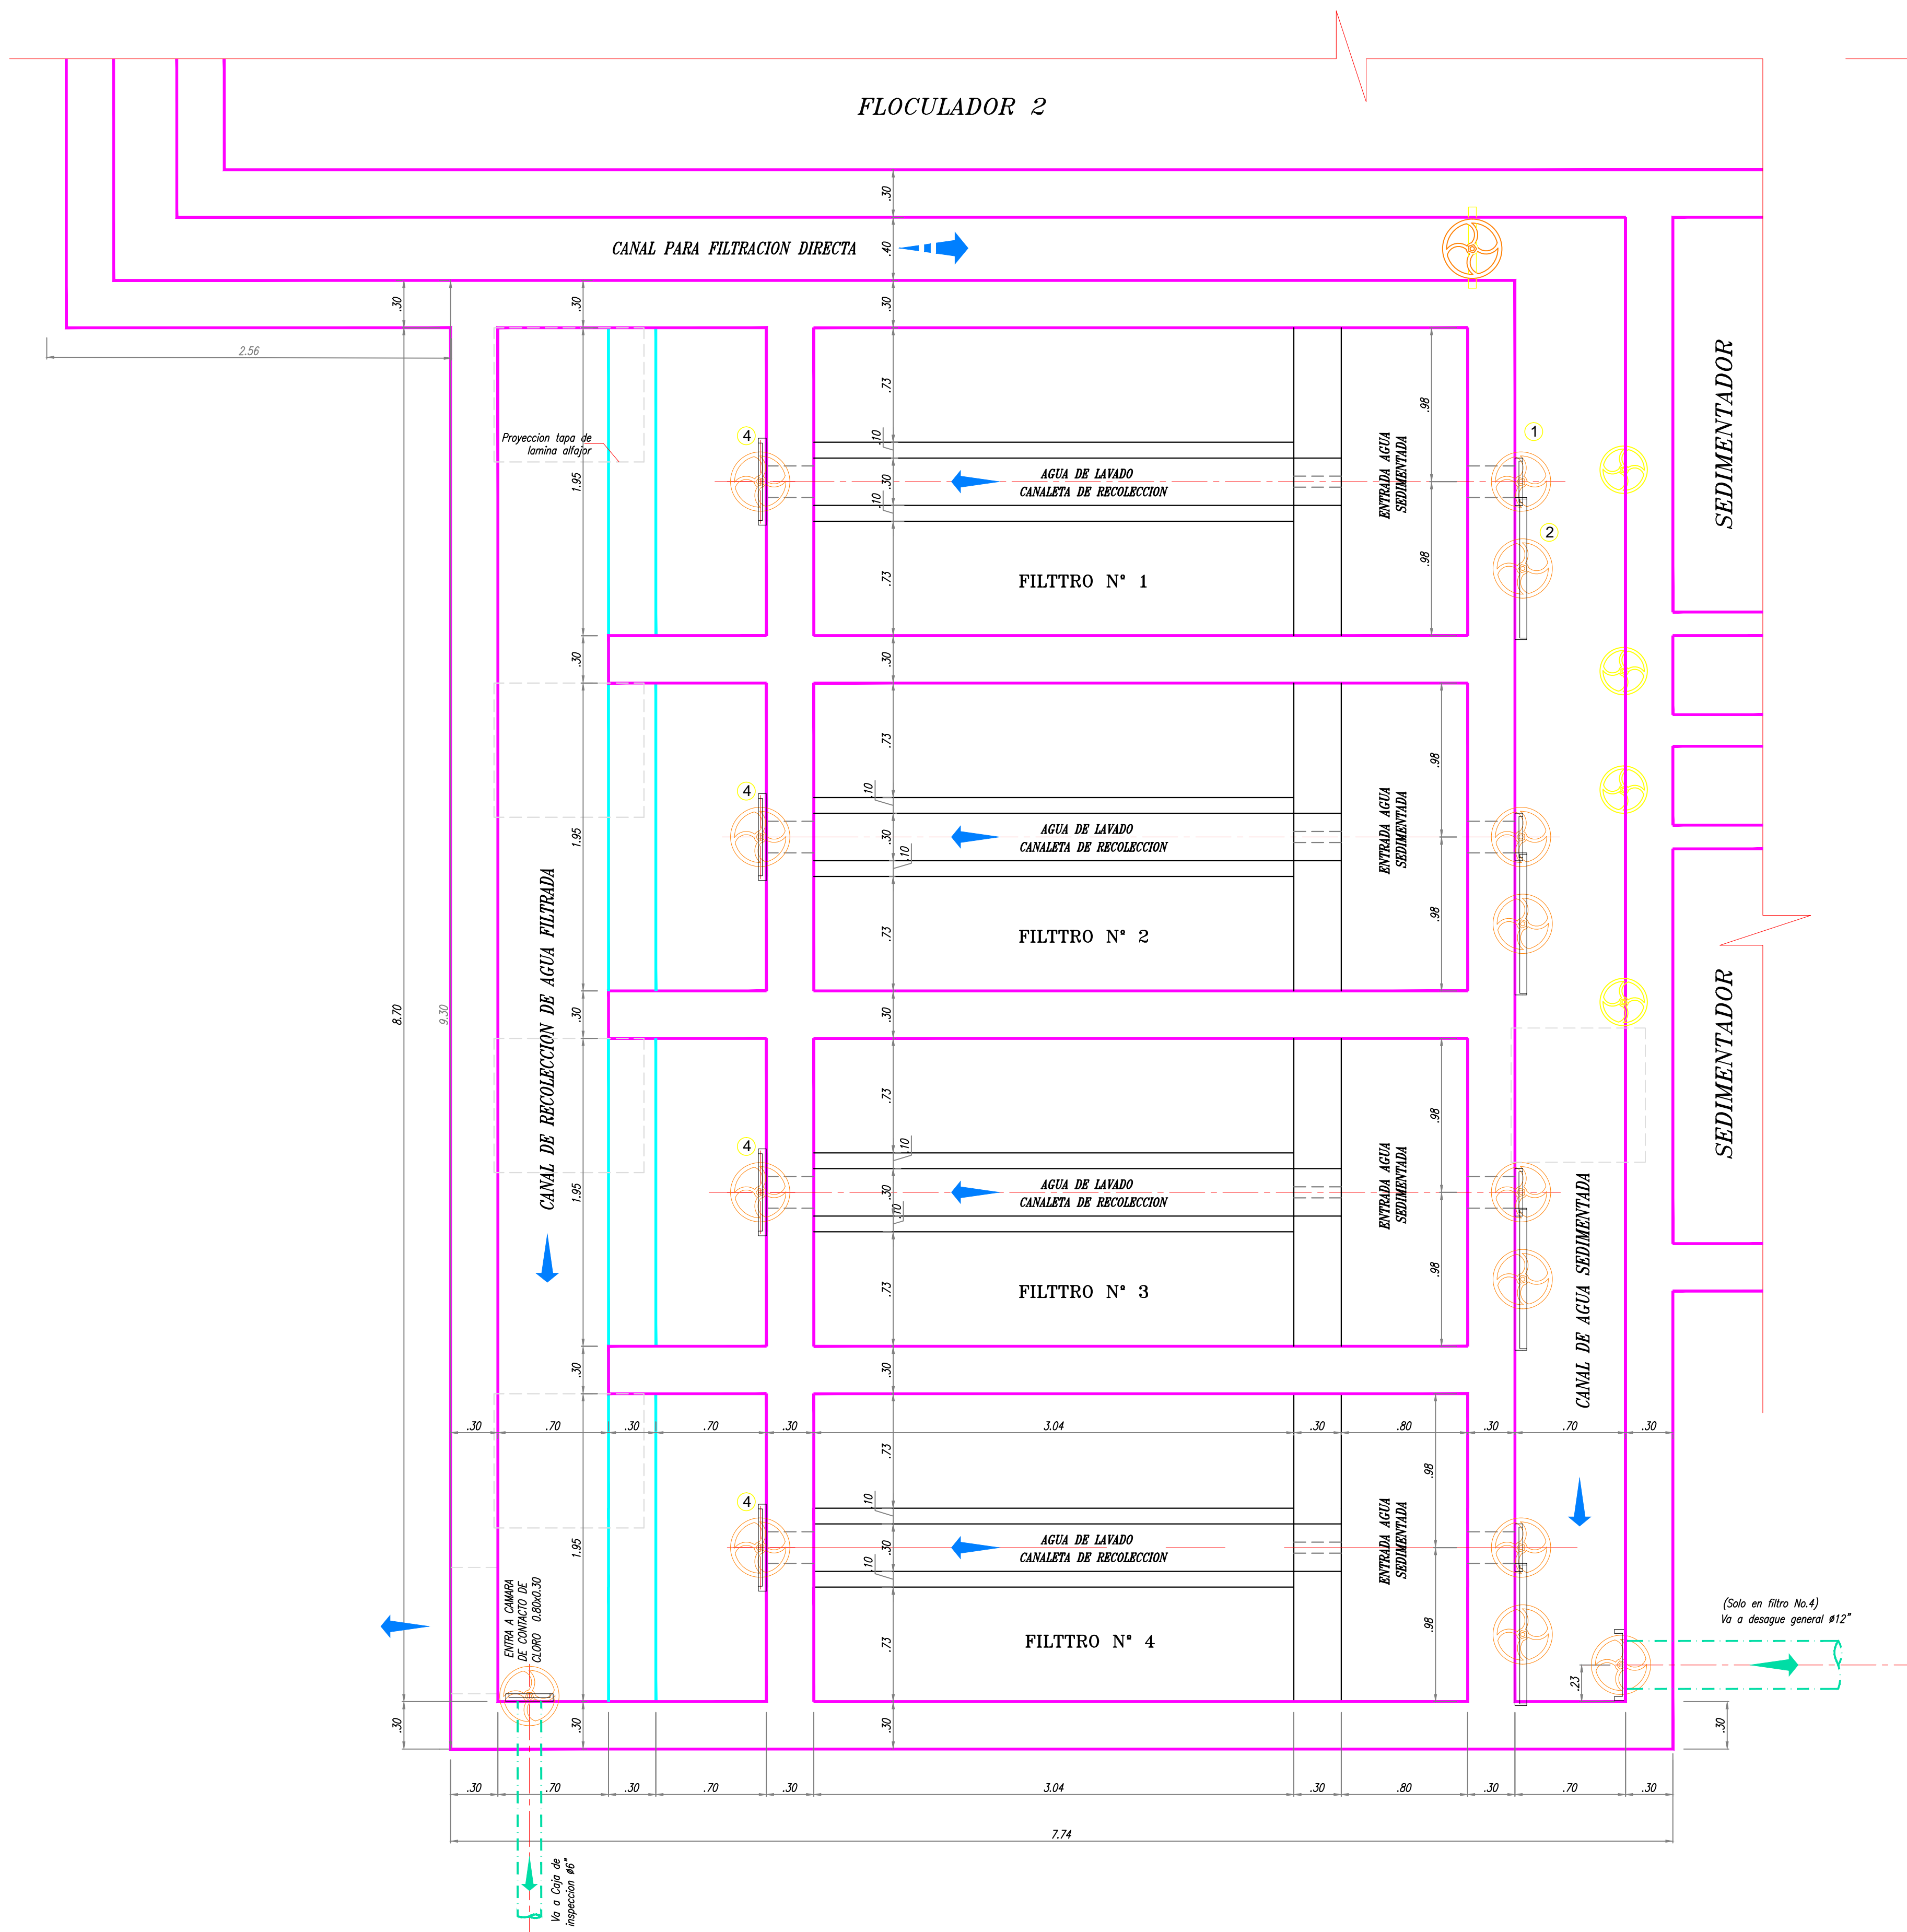 FLOCULADOR 2
.30
CANAL PARA FILTRACION DIRECTA
.40
.30
.30
.30
2.56
SEDIMENTADOR
Proyeccion tapa de
lamina alfajor
1.95
4
.73
.10
.30
.10
.73
AGUA DE LAVADO
CANALETA DE RECOLECCION
ENTRADA AGUA
SEDIMENTADA
.98
.98
1
2
FILTTRO Nº 1
.30
.30
1.95
4
.73
.10
.30
.10
.73
AGUA DE LAVADO
CANALETA DE RECOLECCION
ENTRADA AGUA
SEDIMENTADA
.98
.98
FILTTRO Nº 2
8.70
9.30
CANAL DE RECOLECCION DE AGUA FILTRADA
.30
.30
SEDIMENTADOR
1.95
4
.73
.10
.30
.10
.73
AGUA DE LAVADO
CANALETA DE RECOLECCION
ENTRADA AGUA
SEDIMENTADA
.98
.98
FILTTRO Nº 3
CANAL DE AGUA SEDIMENTADA
.30
.30
.30
.70
.30
.70
.30
3.04
.30
.80
.30
.70
.30
1.95
4
.73
.10
.30
.10
.73
AGUA DE LAVADO
CANALETA DE RECOLECCION
ENTRADA AGUA
SEDIMENTADA
.98
.98
FILTTRO Nº 4
ENTRA A CAMARA
DE CONTACTO DE
CLORO 0.80x0.30
(Solo en filtro No.4)
Va a desague general ø12"
.23
.30
.30
.30
.30
.30
.70
.30
.70
.30
3.04
.30
.80
.30
.70
.30
7.74
Va a Caja de
inspeccion ø6"